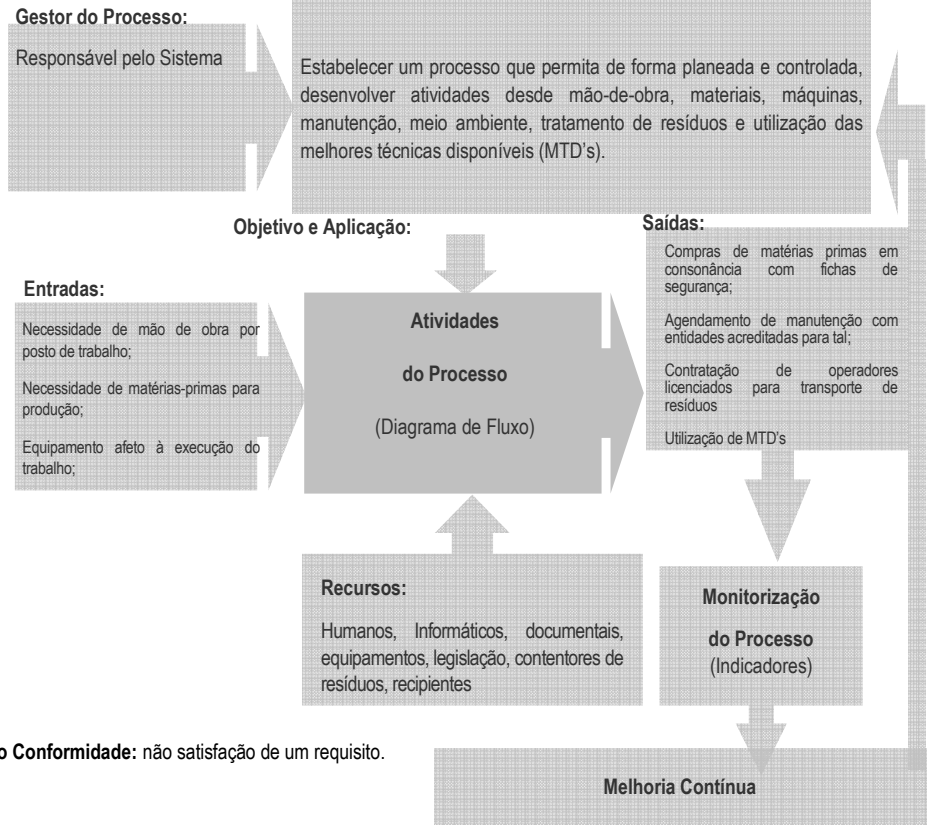 Gestor do Processo:
Responsável pelo Sistema
Estabelecer um processo que permita de forma planeada e controlada,
desenvolver atividades desde mão-de-obra, materiais, máquinas,
manutenção, meio ambiente, tratamento de resíduos e utilização das
melhores técnicas disponíveis (MTD's).
Objetivo e Aplicação:
Entradas:
Necessidade de mão de obra por
posto de trabalho;
Necessidade de matérias-primas para
produção;
Equipamento afeto à execução do
trabalho;
Atividades
do Processo
(Diagrama de Fluxo)
Saídas:
Compras de matérias primas em
consonância com fichas de
segurança;
Agendamento de manutenção com
entidades acreditadas para tal;
Contratação de operadores
licenciados para transporte de
resíduos
Utilização de MTD's
Recursos:
Humanos, Informáticos, documentais,
equipamentos, legislação, contentores de
resíduos, recipientes
Monitorização
do Processo
(Indicadores)
o Conformidade: não satisfação de um requisito.
Melhoria Contínua